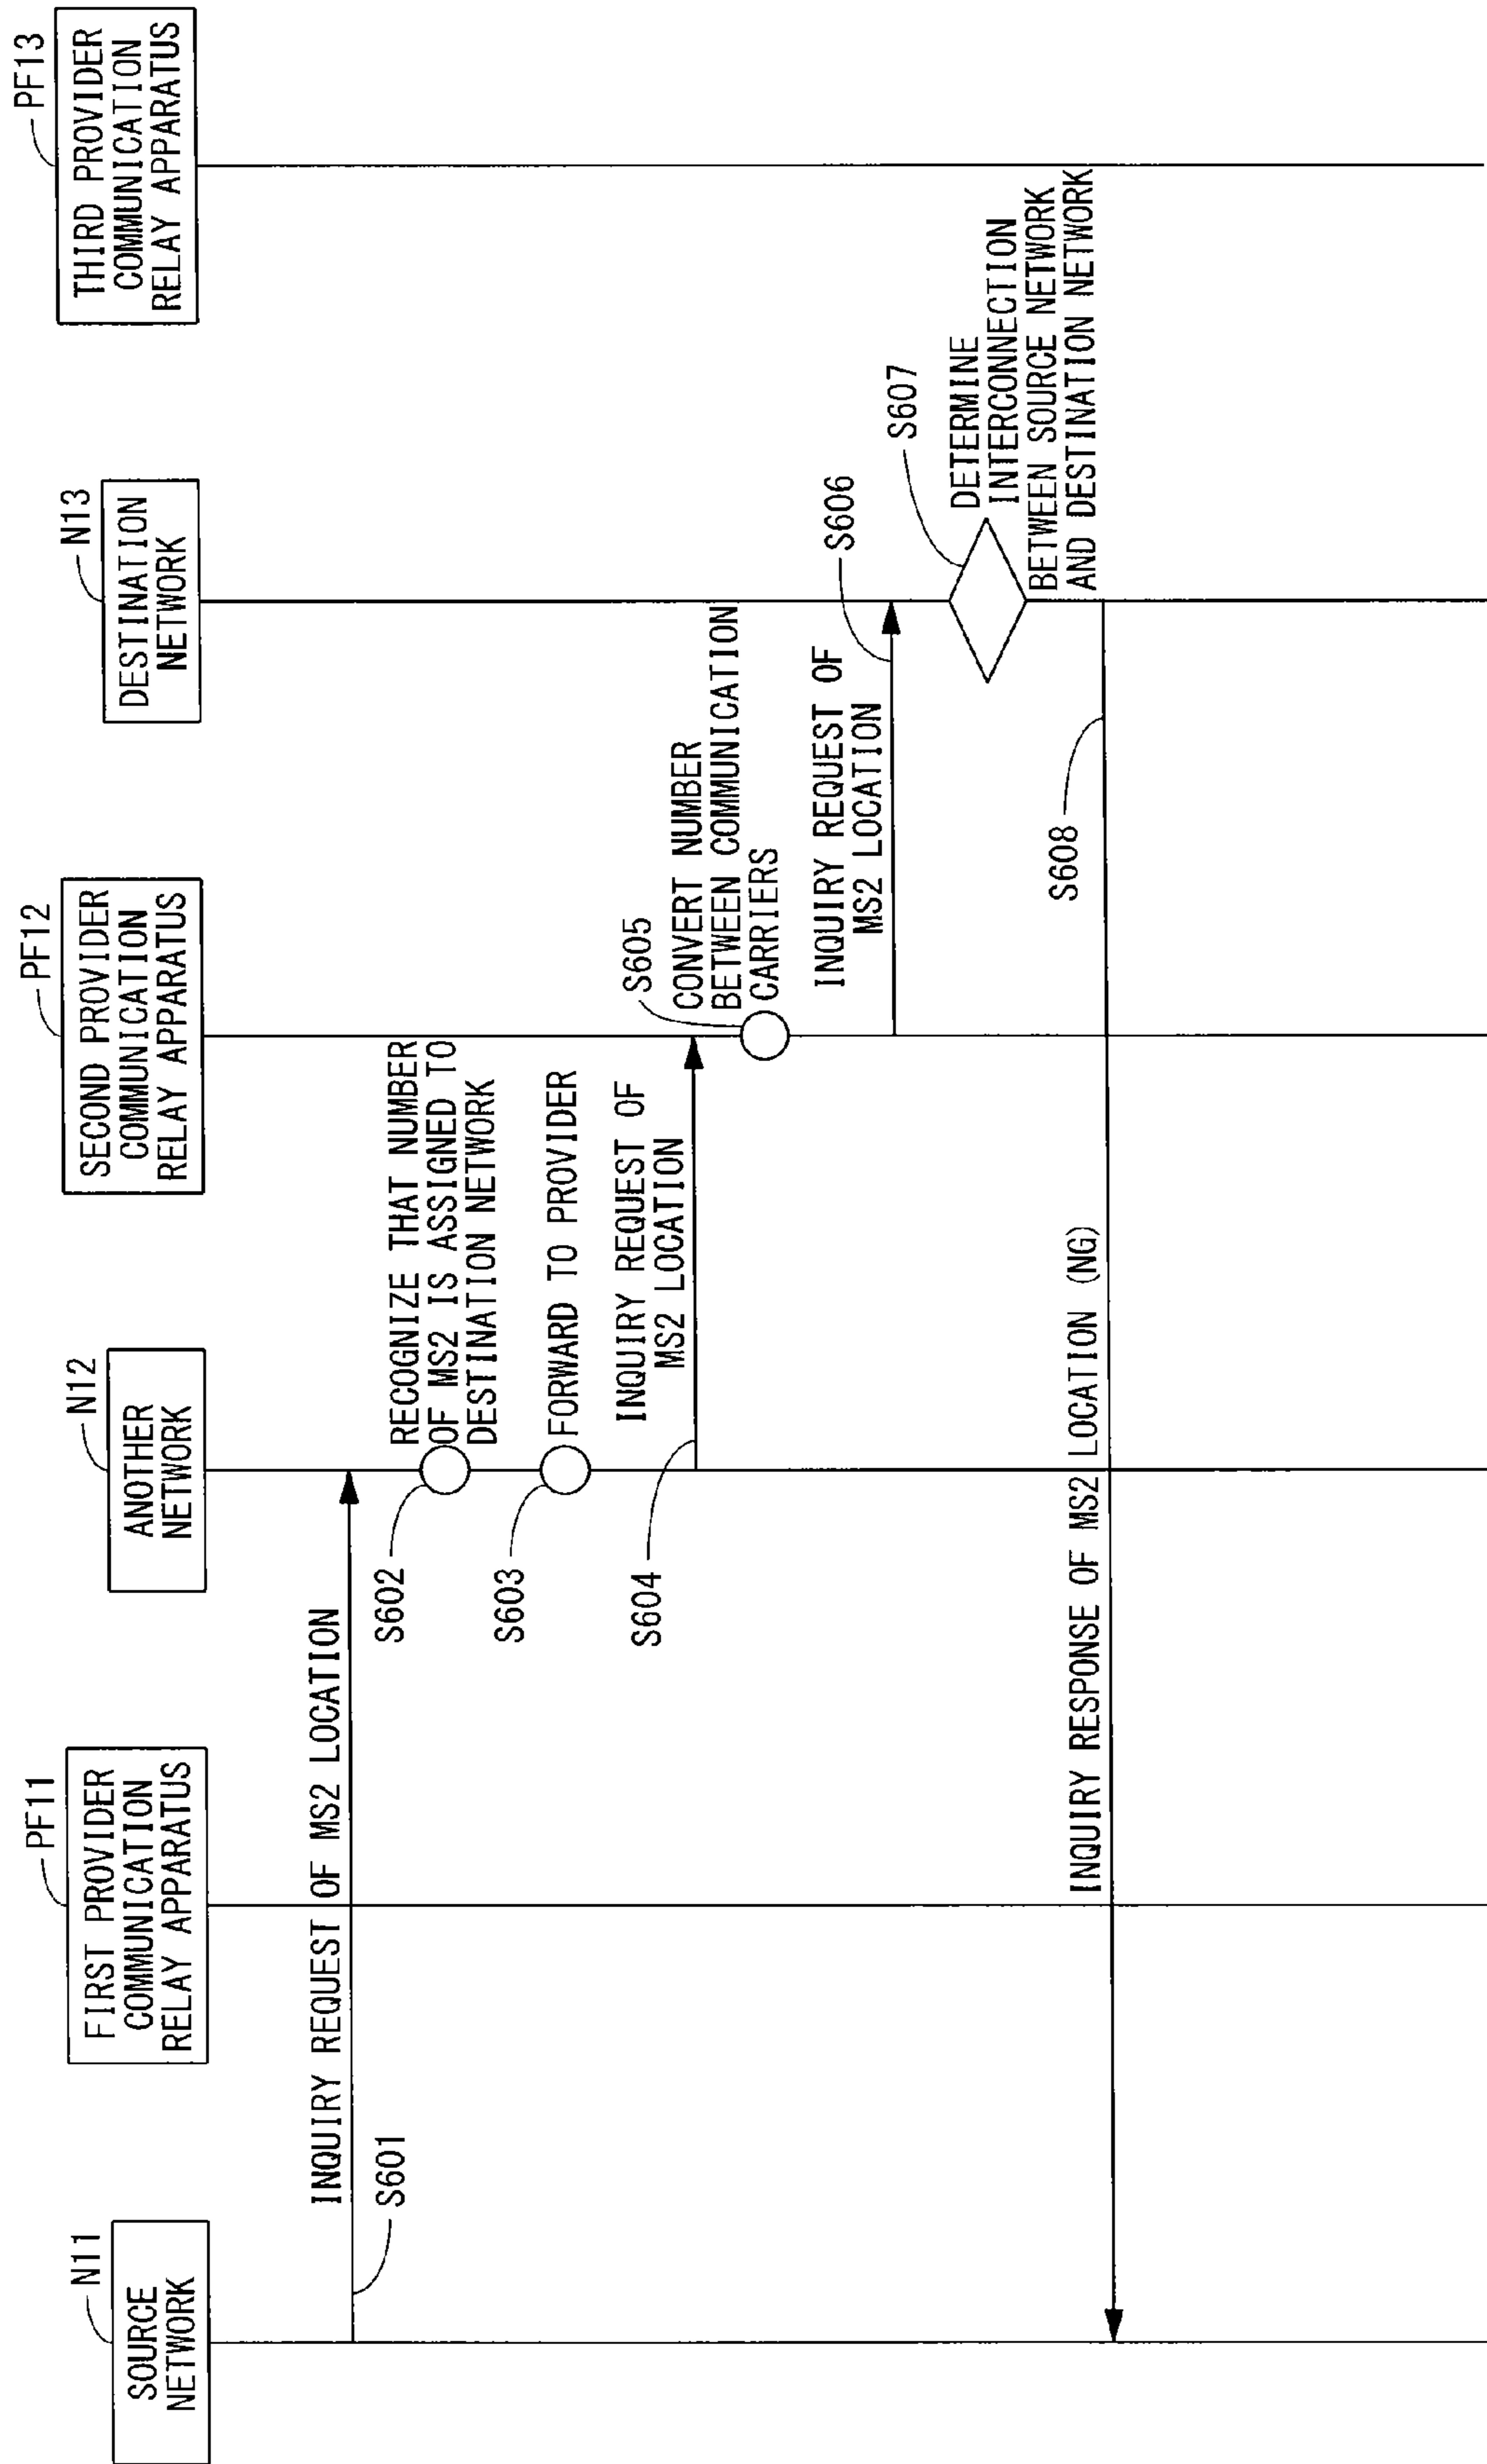 N11
SOURCE
NETWORK
PF11
FIRST PROVIDER
COMMUNICATION
RELAY APPARATUS
N12
ANOTHER
NETWORK
PF12
SECOND PROVIDER
COMMUNICATION
RELAY APPARATUS
N13
DESTINATION
NETWORK
PF13
THIRD PROVIDER
COMMUNICATION
RELAY APPARATUS
INQUIRY REQUEST OF MS2 LOCATION
S601
S602
RECOGNIZE THAT NUMBER
OF MS2 IS ASSIGNED TO
DESTINATION NETWORK
S603
FORWARD TO PROVIDER
S604
INQUIRY REQUEST OF
MS2 LOCATION
S605
CONVERT NUMBER
BETWEEN COMMUNICATION
CARRIERS
INQUIRY REQUEST OF
MS2 LOCATION
S606
S607
DETERMINE
INTERCONNECTION
BETWEEN SOURCE NETWORK
AND DESTINATION NETWORK
INQUIRY RESPONSE OF MS2 LOCATION (NG)
S608